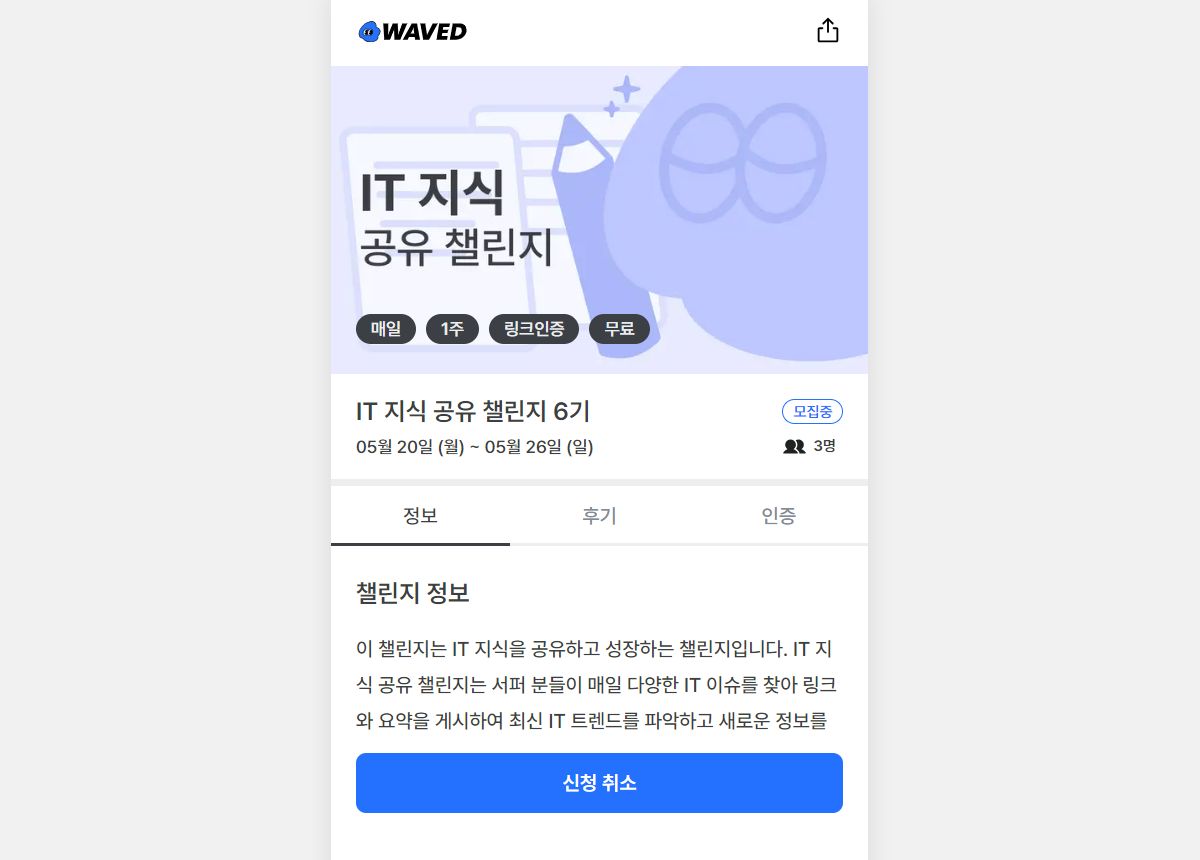 WAVED
IT 지식
공유 챌린지
매일 1주 링크인증 무료
IT 지식 공유 챌린지 6기
모집중
05월 20일 (월) ~ 05월 26일 (일)
3명
정보 후기 인증
챌린지 정보
이 챌린지는 IT 지식을 공유하고 성장하는 챌린지입니다. IT 지
식 공유 챌린지는 서퍼 분들이 매일 다양한 IT 이슈를 찾아 링크
와 요약을 게시하여 최신 IT 트렌드를 파악하고 새로운 정보를
신청 취소